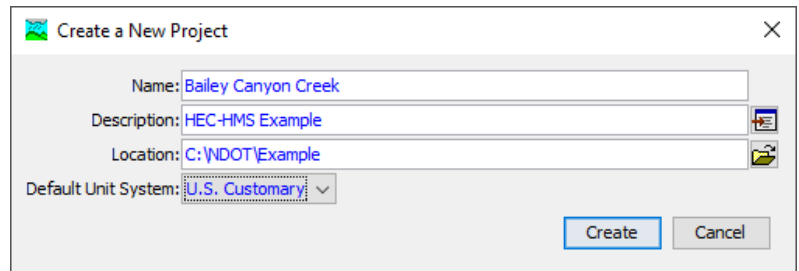 Create a New Project
Name: Bailey Canyon Creek
Description: HEC-HMS Example
Location: C:\NDOT\Example
Default Unit System: U.S. Customary
Create Cancel